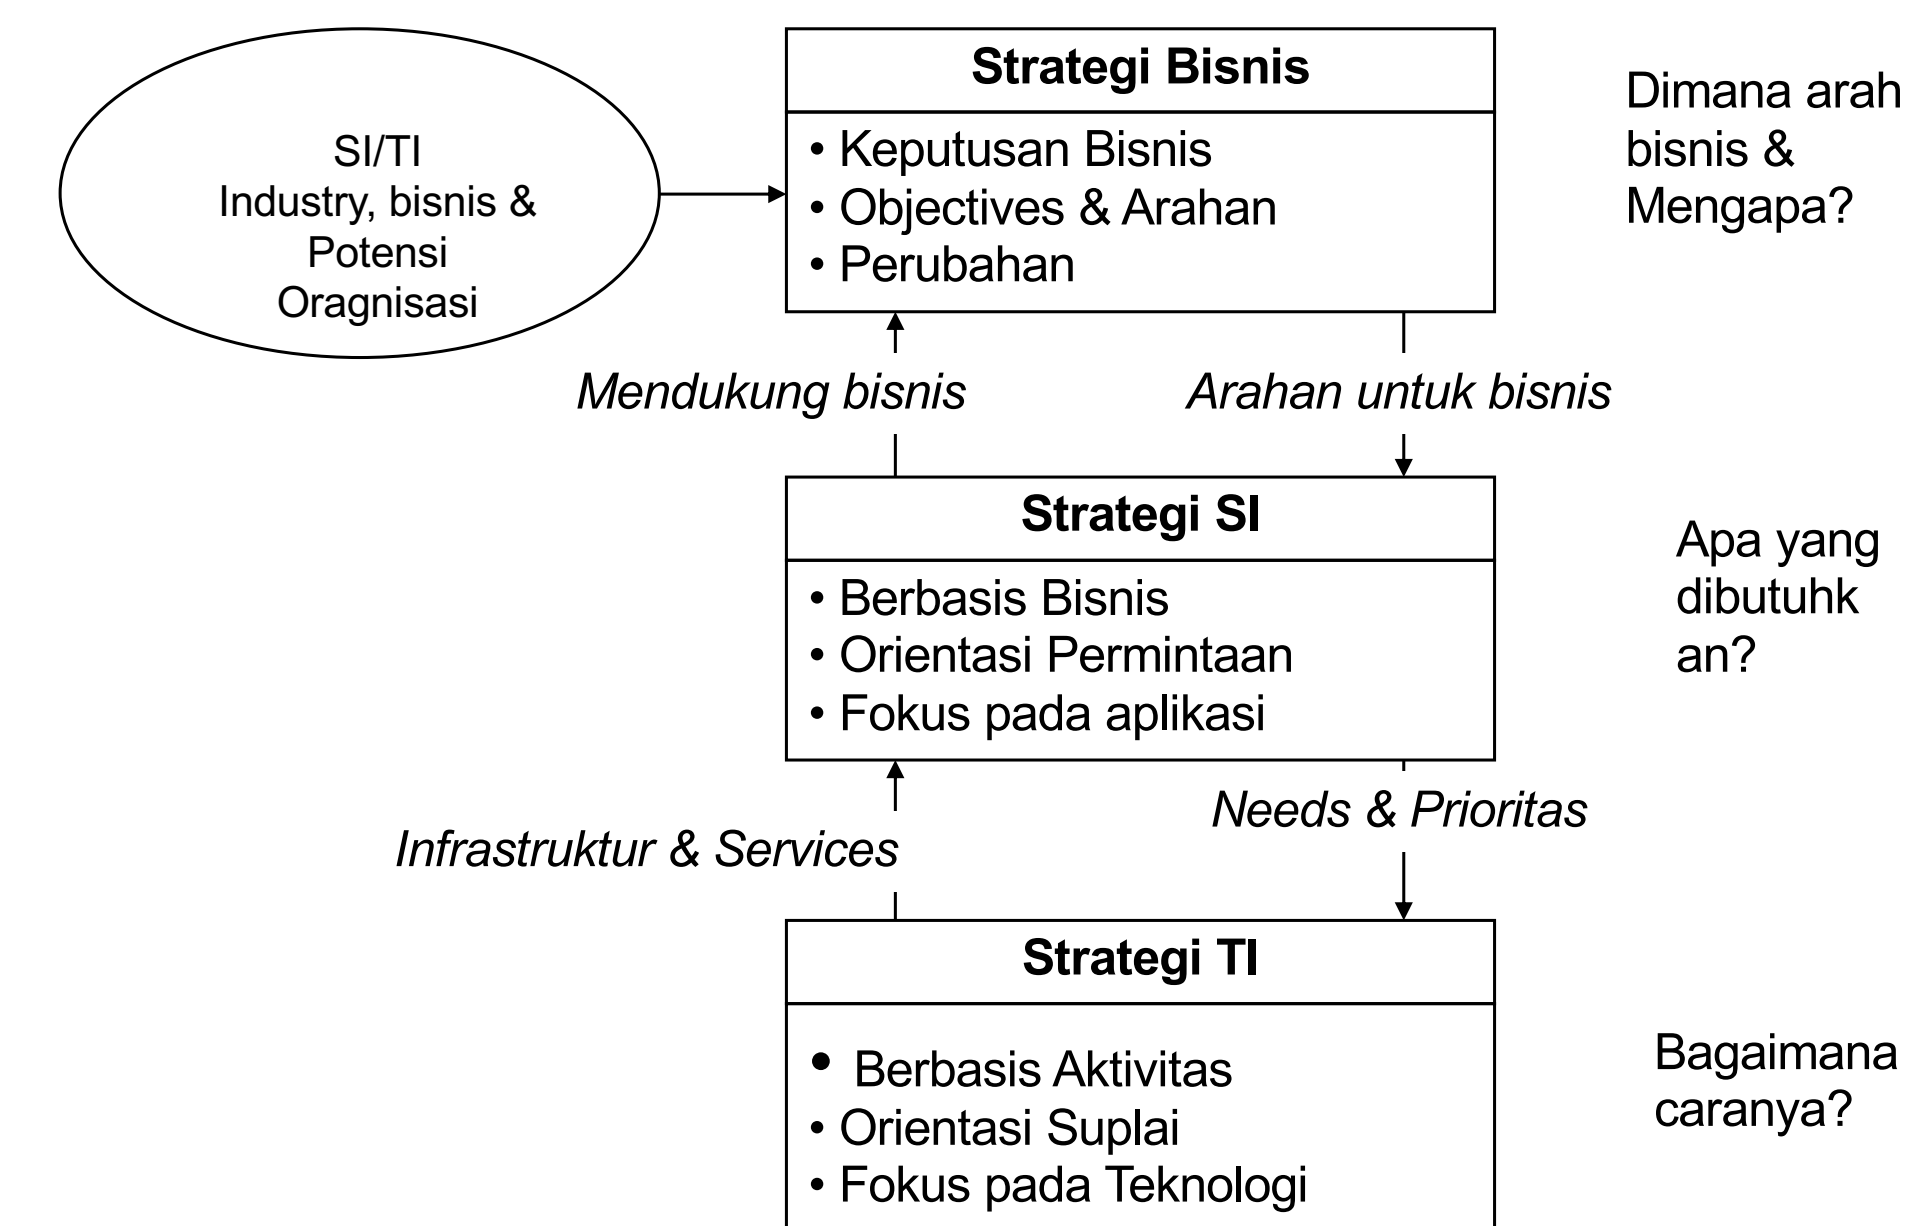 SI/TI
Industry, bisnis &
Potensi
Oragnisasi
Strategi Bisnis
• Keputusan Bisnis
• Objectives & Arahan
• Perubahan
Dimana arah
bisnis &
Mengapa?
Mendukung bisnis
Arahan untuk bisnis
Strategi SI
• Berbasis Bisnis
• Orientasi Permintaan
• Fokus pada aplikasi
Apa yang
dibutuhk
an?
Infrastruktur & Services
Needs & Prioritas
Strategi TI
• Berbasis Aktivitas
• Orientasi Suplai
• Fokus pada Teknologi
Bagaimana
caranya?